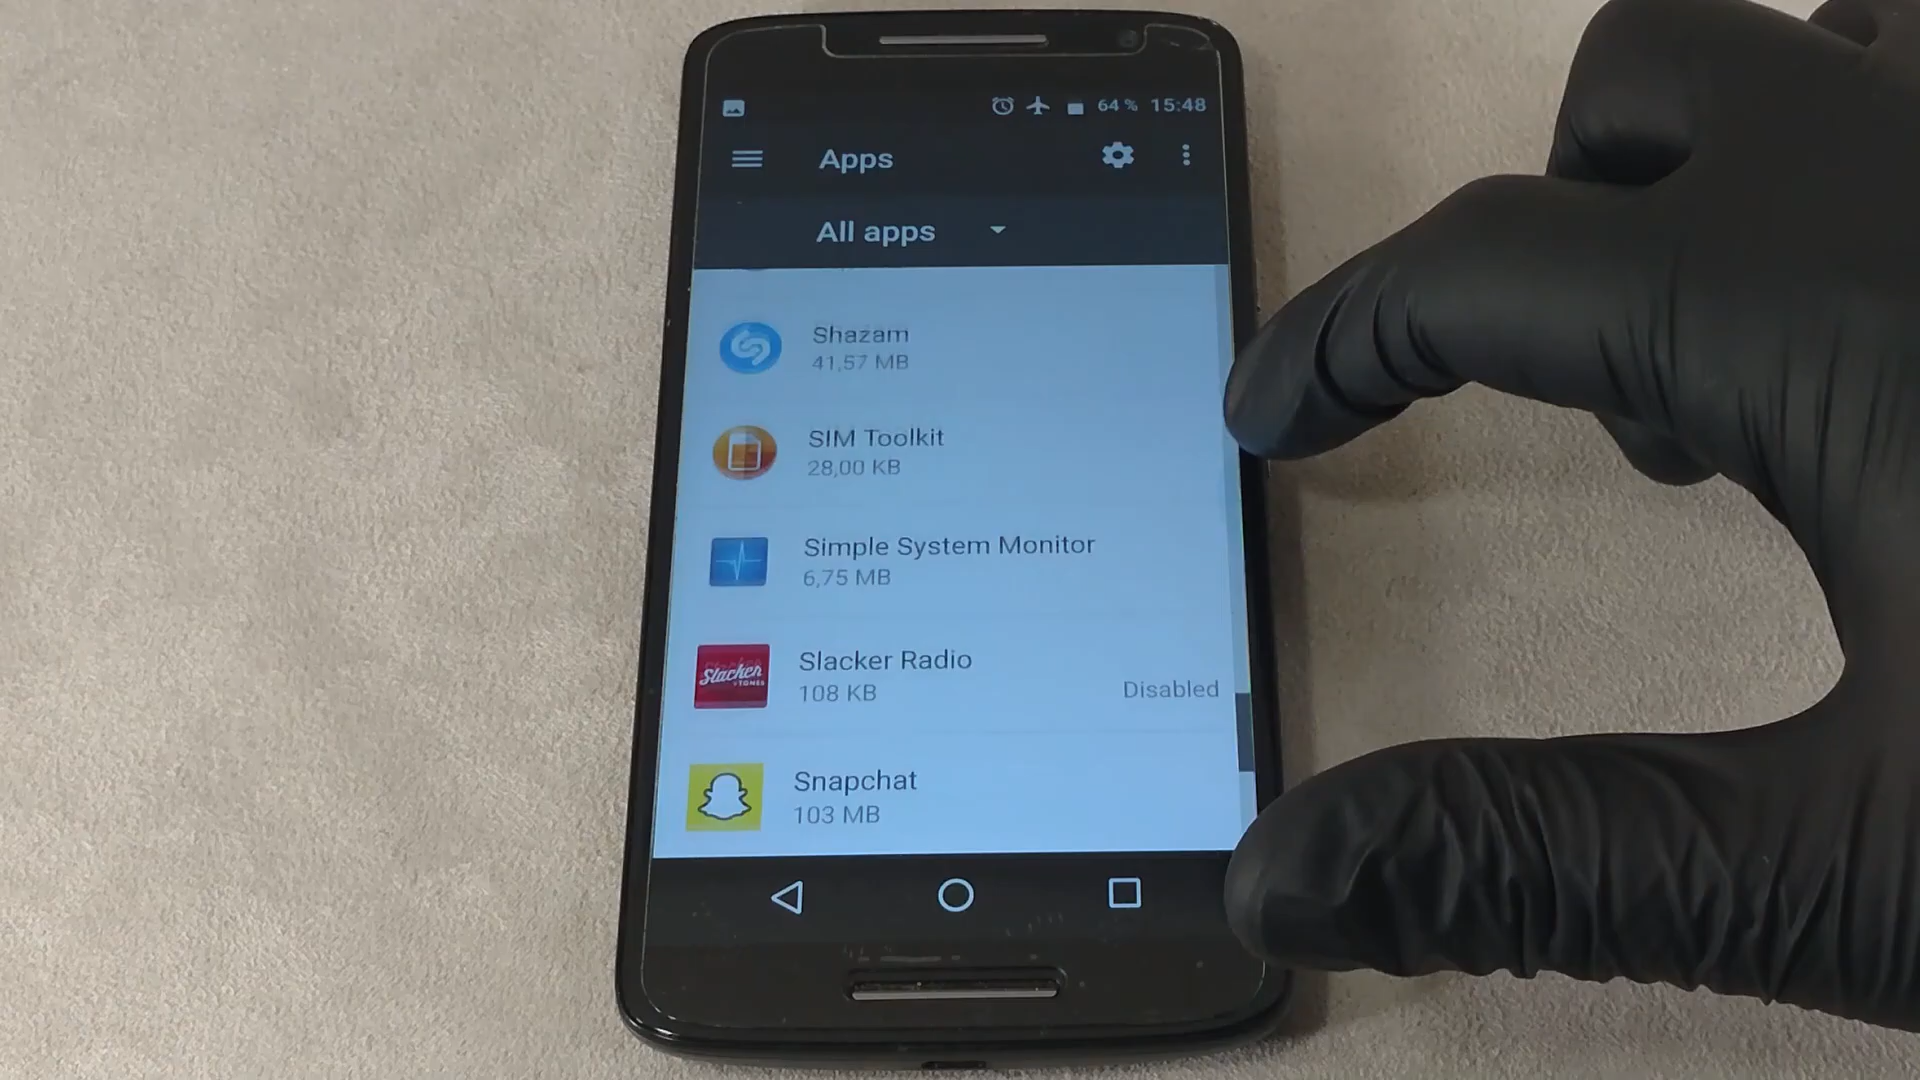 64 % 15:48
Apps
All apps
Shazam
41,57 MB
SIM Toolkit
28,00 KB
Simple System Monitor
6,75 MB
Slacker
Slacker Radio
108 KB
Disabled
Snapchat
103 MB